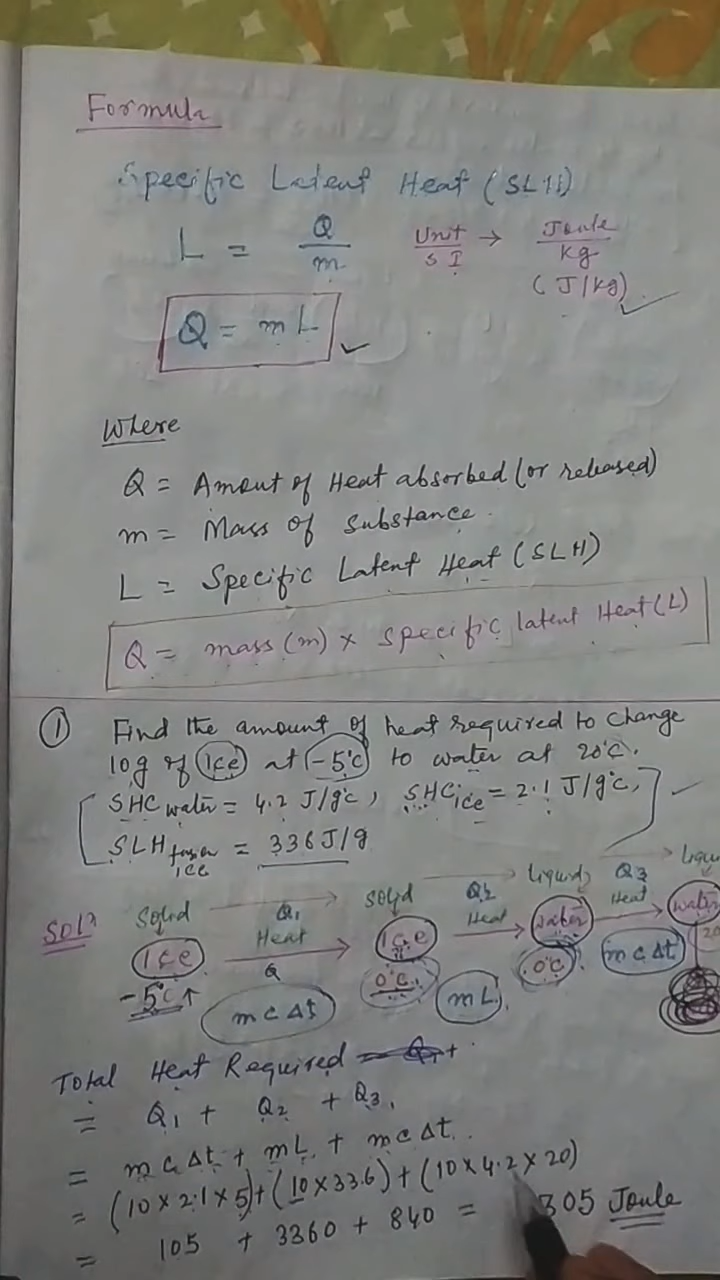 Formula
Specific Latent Heat (SLH)
L = Q/m Unit/SI → Joule/kg
(J/kg)
Q = mL
Where
Q = Amout of Heat absorbed (or released)
m = Mass of Substance.
L = Specific Latent Heat (SLH)
Q = mass (m) × specific latent Heat (L)
① Find the amount of heat required to change
10g of Ice at -5°C to water at 20°C.
SHC water = 4.2 J/g°C, SHC ice = 2.1 J/g°C,
SLH fusion ice = 336 J/g
Solⁿ Solid Q1 Heat Solid Q2 Heat liquid Q3 Heat
Ice Ice water water
-5°C ↑ Q 0°C 0°C
mcΔt mL mcΔt
Total Heat Required =
= Q1 + Q2 + Q3
= mcΔt + mL + mcΔt
= (10 × 2.1 × 5) + (10 × 336) + (10 × 4.2 × 20)
= 105 + 3360 + 840 = 305 Joule